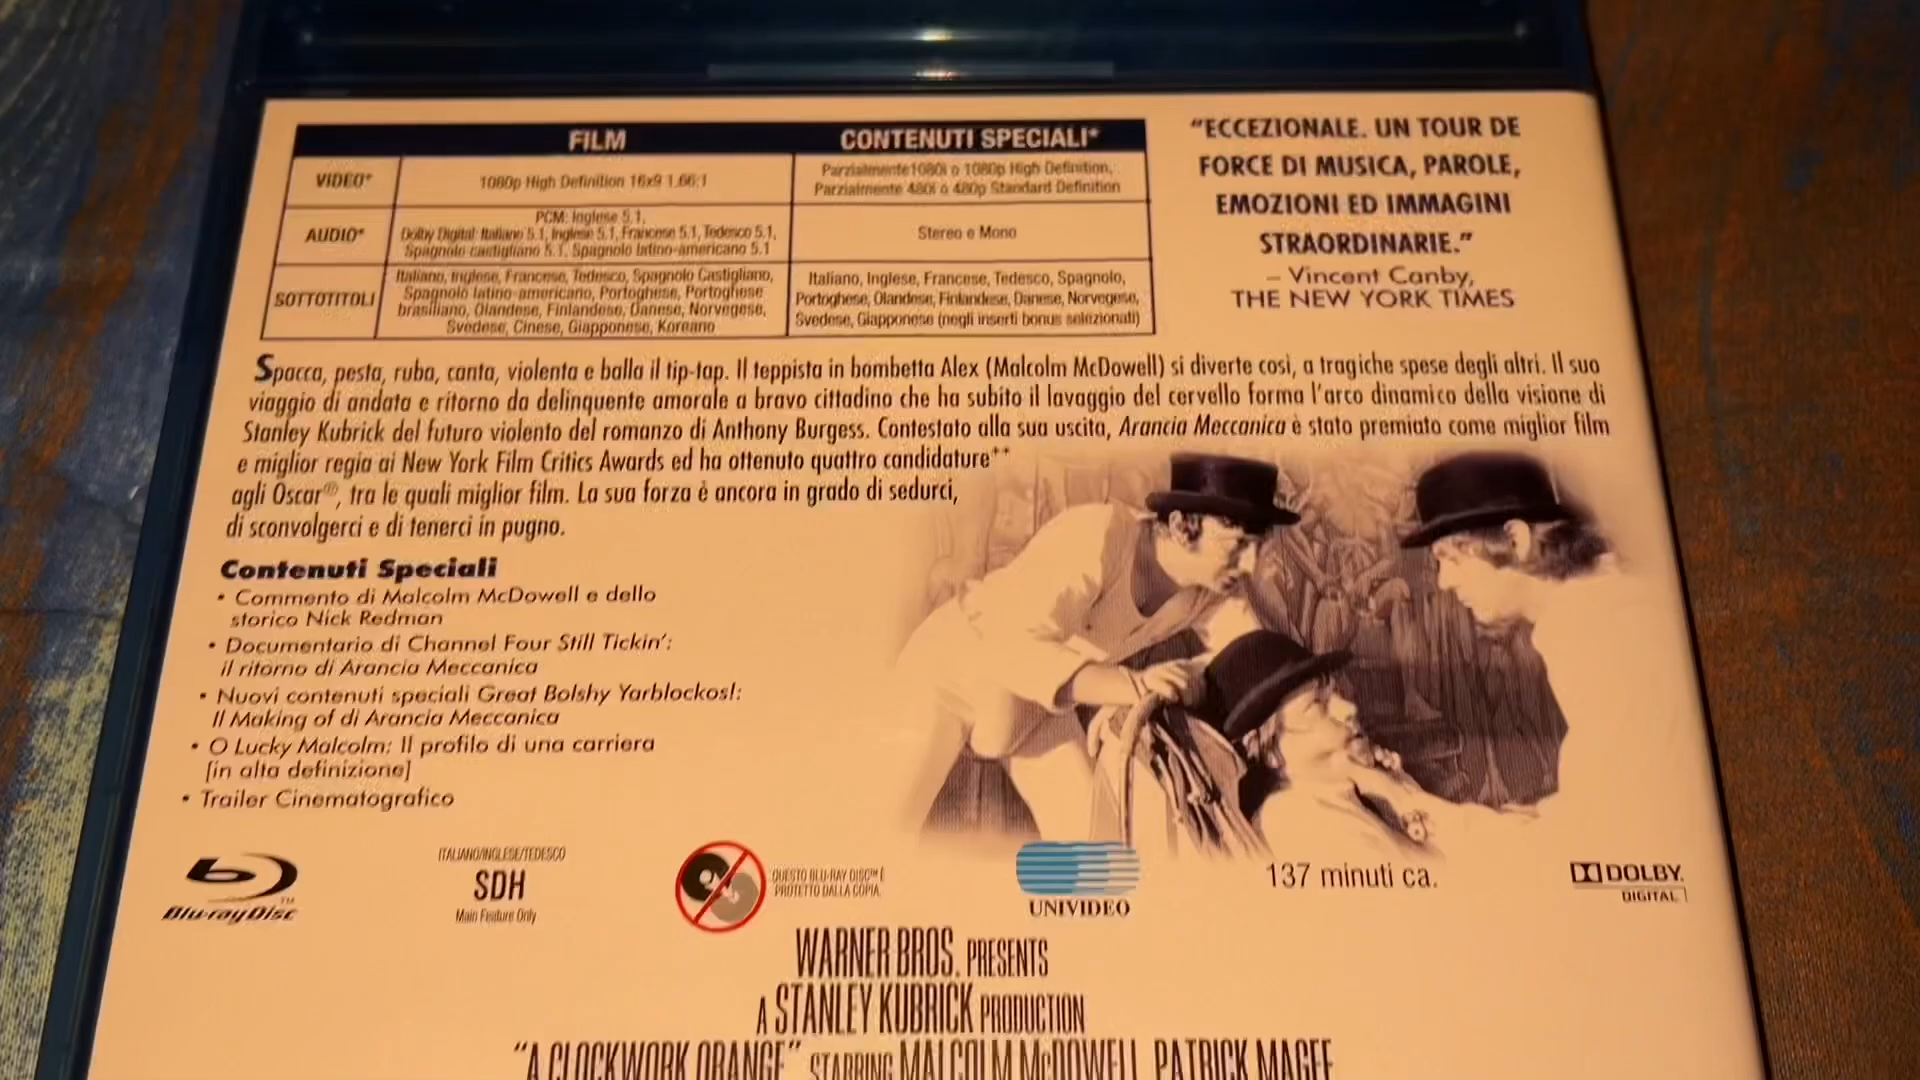 FILM
CONTENUTI SPECIALI*
VIDEO*
1080p High Definition 16x9 1.66:1
Parzialmente 1080i o 1080p High Definition,
Parzialmente 480i o 480p Standard Definition
AUDIO*
PCM: Inglese 5.1,
Dolby Digital: Italiano 5.1, Inglese 5.1, Francese 5.1, Tedesco 5.1,
Spagnolo castigliano 5.1, Spagnolo latino-americano 5.1
Stereo e Mono
SOTTOTITOLI
Italiano, Inglese, Francese, Tedesco, Spagnolo Castigliano,
Spagnolo latino-americano, Portoghese, Portoghese
brasiliano, Olandese, Finlandese, Danese, Norvegese,
Svedese, Cinese, Giapponese, Koreano
Italiano, Inglese, Francese, Tedesco, Spagnolo,
Portoghese, Olandese, Finlandese, Danese, Norvegese,
Svedese, Giapponese (negli inserti bonus selezionati)
"ECCEZIONALE. UN TOUR DE
FORCE DI MUSICA, PAROLE,
EMOZIONI ED IMMAGINI
STRAORDINARIE."
– Vincent Canby,
THE NEW YORK TIMES
Spacca, pesta, ruba, canta, violenta e balla il tip-tap. Il teppista in bombetta Alex (Malcolm McDowell) si diverte così, a tragiche spese degli altri. Il suo
viaggio di andata e ritorno da delinquente amorale a bravo cittadino che ha subito il lavaggio del cervello forma l'arco dinamico della visione di
Stanley Kubrick del futuro violento del romanzo di Anthony Burgess. Contestato alla sua uscita, Arancia Meccanica è stato premiato come miglior film
e miglior regia ai New York Film Critics Awards ed ha ottenuto quattro candidature**
agli Oscar®, tra le quali miglior film. La sua forza è ancora in grado di sedurci,
di sconvolgerci e di tenerci in pugno.
Contenuti Speciali
• Commento di Malcolm McDowell e dello
storico Nick Redman
• Documentario di Channel Four Still Tickin':
il ritorno di Arancia Meccanica
• Nuovi contenuti speciali Great Bolshy Yarblockos!:
Il Making of di Arancia Meccanica
• O Lucky Malcolm: Il profilo di una carriera
[in alta definizione]
• Trailer Cinematografico
Blu-ray Disc™
ITALIANO/INGLESE/TEDESCO
SDH
Main Feature Only
QUESTO BLU-RAY DISC™ È
PROTETTO DALLA COPIA.
UNIVIDEO
137 minuti ca.
DOLBY
DIGITAL
WARNER BROS. PRESENTS
A STANLEY KUBRICK PRODUCTION
"A CLOCKWORK ORANGE" STARRING MALCOLM McDOWELL PATRICK MAGEE